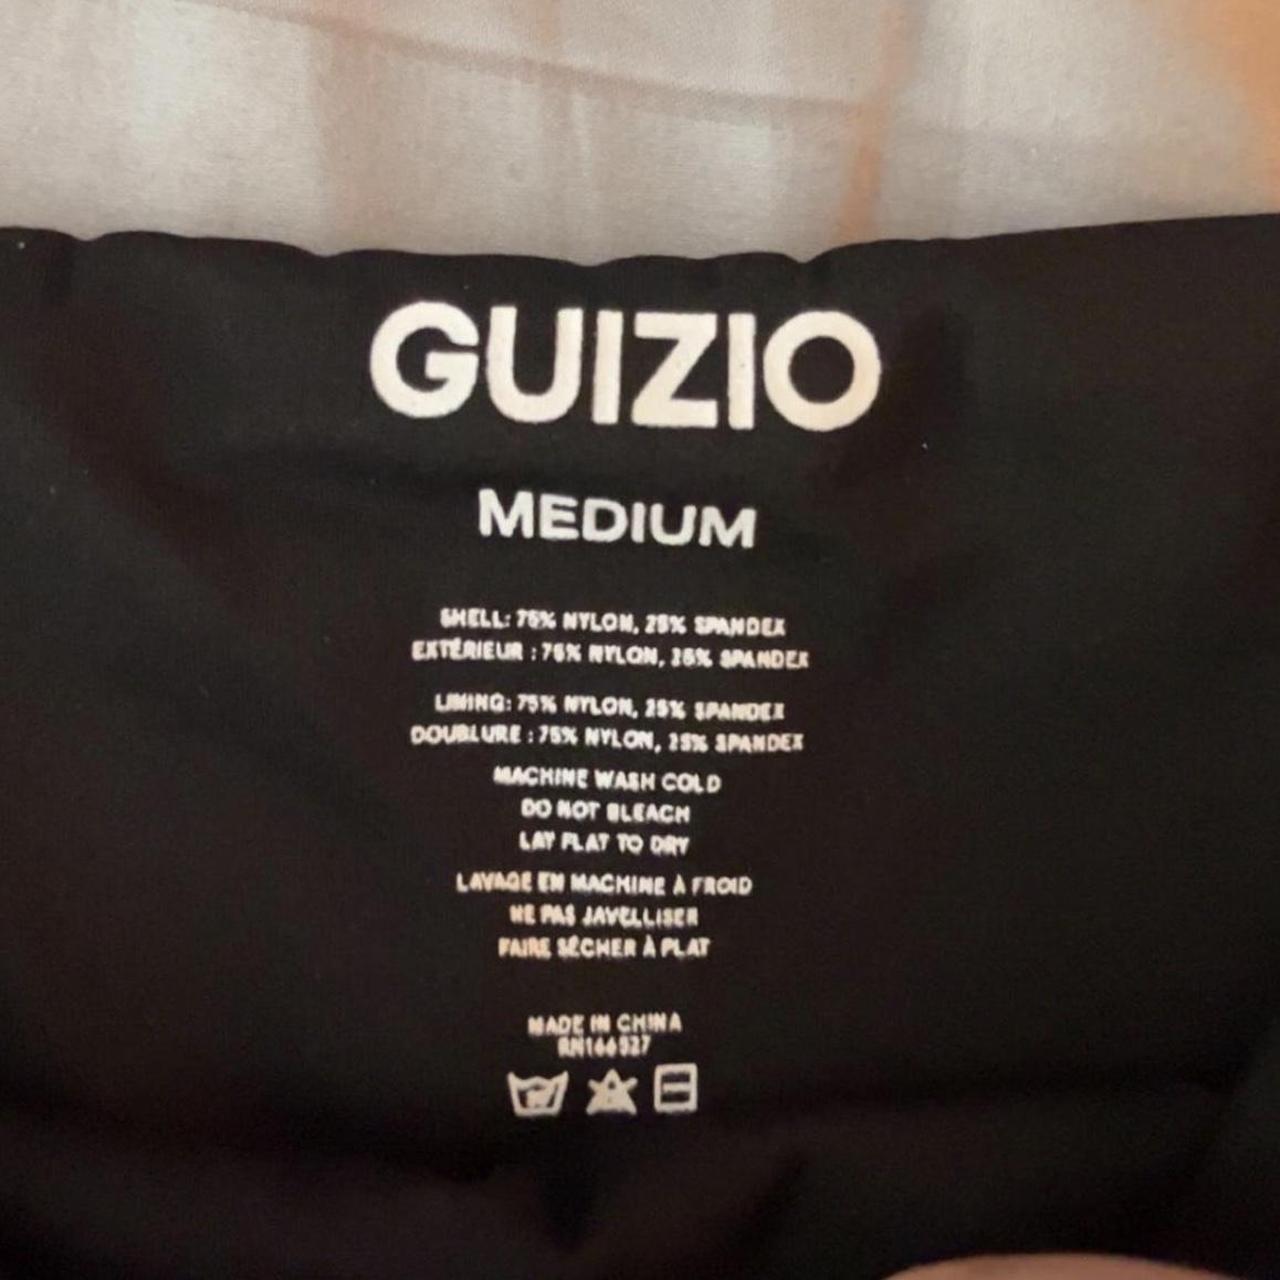 GUIZIO
MEDIUM
SHELL: 75% NYLON, 25% SPANDEX
EXTÉRIEUR : 75% NYLON, 25% SPANDEX
LINING: 75% NYLON, 25% SPANDEX
DOUBLURE : 75% NYLON, 25% SPANDEX
MACHINE WASH COLD
DO NOT BLEACH
LAY FLAT TO DRY
LAVAGE EN MACHINE À FROID
NE PAS JAVELLISER
FAIRE SÉCHER À PLAT
MADE IN CHINA